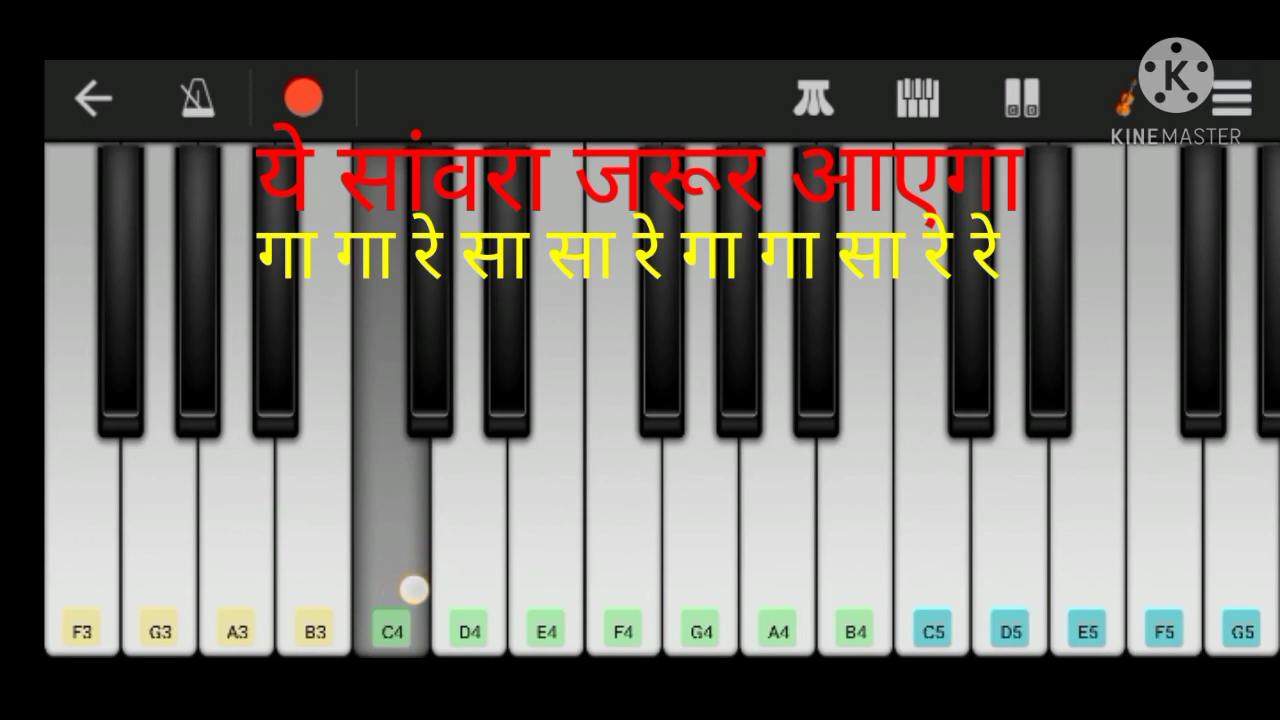 K
KINEMASTER
ये सांवरा जरूर आएगा
गा गा रे सा सा रे गा गा सा रे रे
F3 G3 A3 B3 C4 D4 E4 F4 G4 A4 B4 C5 D5 E5 F5 G5